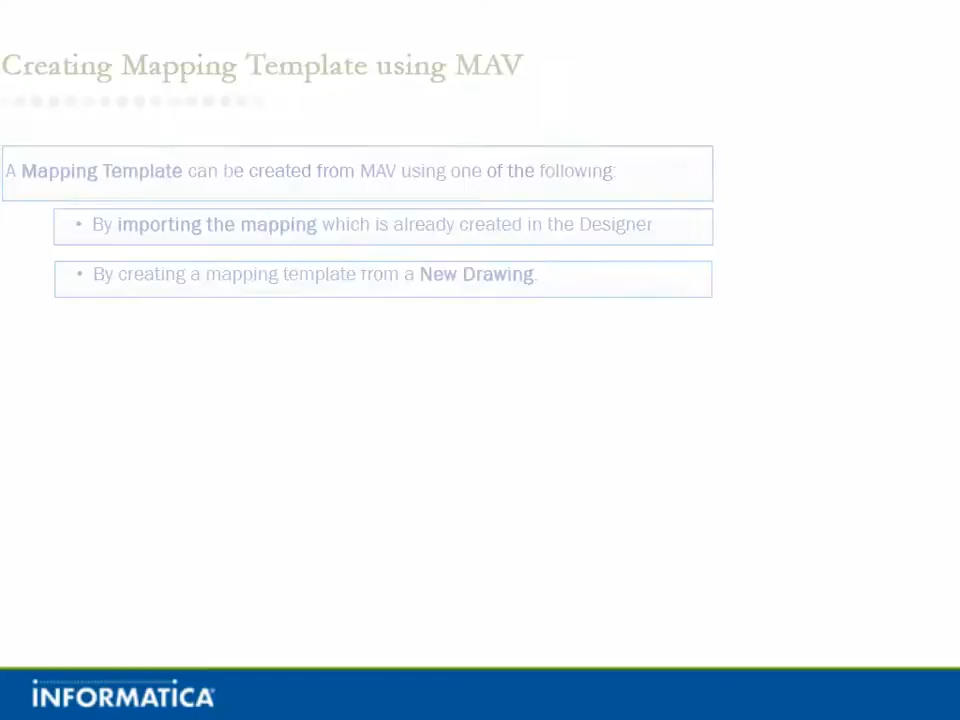 Creating Mapping Template using MAV
A Mapping Template can be created from MAV using one of the following:
• By importing the mapping which is already created in the Designer
• By creating a mapping template from a New Drawing.
INFORMATICA